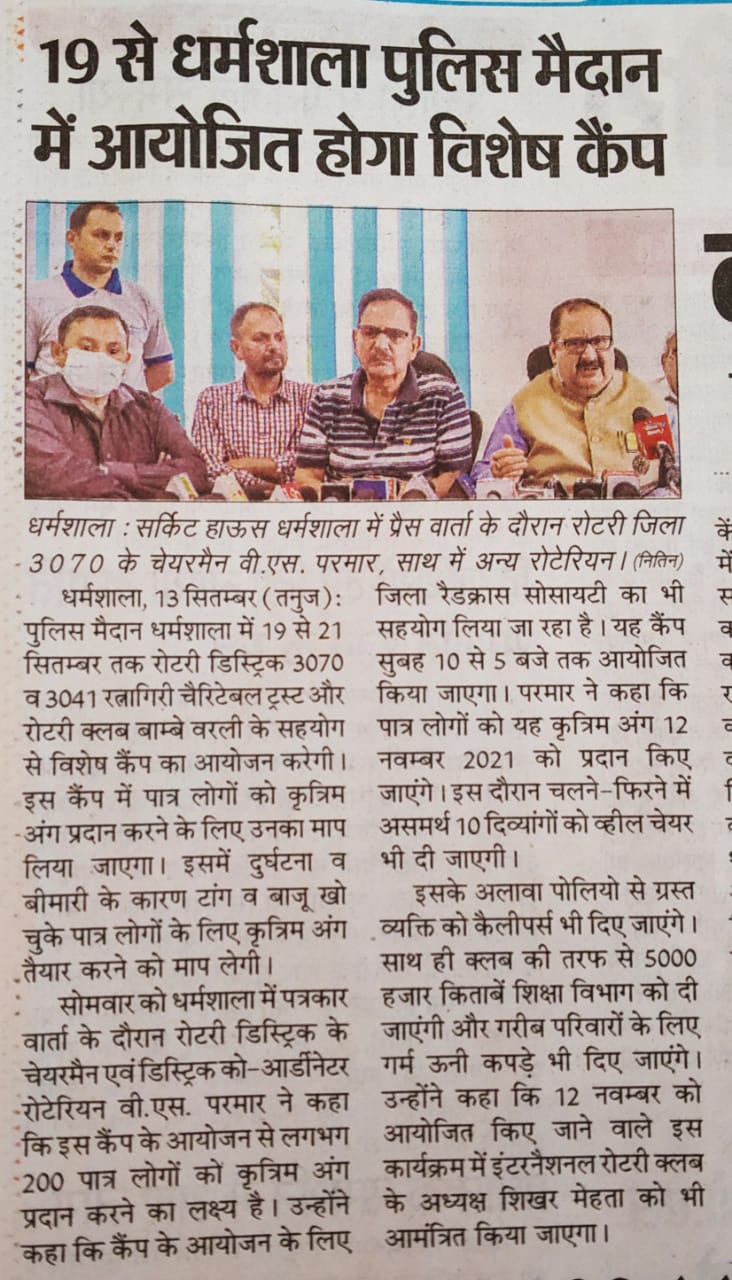 19 से धर्मशाला पुलिस मैदान
में आयोजित होगा विशेष कैंप
धर्मशाला : सर्किट हाऊस धर्मशाला में प्रैस वार्ता के दौरान रोटरी जिला
3070 के चेयरमैन वी.एस. परमार, साथ में अन्य रोटेरियन। (नितिन)
धर्मशाला, 13 सितम्बर (तनुज):
पुलिस मैदान धर्मशाला में 19 से 21
सितम्बर तक रोटरी डिस्ट्रिक 3070
व 3041 रत्नागिरी चैरिटेबल ट्रस्ट और
रोटरी क्लब बाम्बे वरली के सहयोग
से विशेष कैंप का आयोजन करेगी।
इस कैंप में पात्र लोगों को कृत्रिम
अंग प्रदान करने के लिए उनका माप
लिया जाएगा। इसमें दुर्घटना व
बीमारी के कारण टांग व बाजू खो
चुके पात्र लोगों के लिए कृत्रिम अंग
तैयार करने को माप लेगी।
सोमवार को धर्मशाला में पत्रकार
वार्ता के दौरान रोटरी डिस्ट्रिक के
चेयरमैन एवं डिस्ट्रिक को-आर्डीनेटर
रोटेरियन वी.एस. परमार ने कहा
कि इस कैंप के आयोजन से लगभग
200 पात्र लोगों को कृत्रिम अंग
प्रदान करने का लक्ष्य है। उन्होंने
कहा कि कैंप के आयोजन के लिए
जिला रैडक्रास सोसायटी का भी
सहयोग लिया जा रहा है। यह कैंप
सुबह 10 से 5 बजे तक आयोजित
किया जाएगा। परमार ने कहा कि
पात्र लोगों को यह कृत्रिम अंग 12
नवम्बर 2021 को प्रदान किए
जाएंगे। इस दौरान चलने-फिरने में
असमर्थ 10 दिव्यांगों को व्हील चेयर
भी दी जाएगी।
इसके अलावा पोलियो से ग्रस्त
व्यक्ति को कैलीपर्स भी दिए जाएंगे।
साथ ही क्लब की तरफ से 5000
हजार किताबें शिक्षा विभाग को दी
जाएंगी और गरीब परिवारों के लिए
गर्म ऊनी कपड़े भी दिए जाएंगे।
उन्होंने कहा कि 12 नवम्बर को
आयोजित किए जाने वाले इस
कार्यक्रम में इंटरनैशनल रोटरी क्लब
के अध्यक्ष शिखर मेहता को भी
आमंत्रित किया जाएगा।